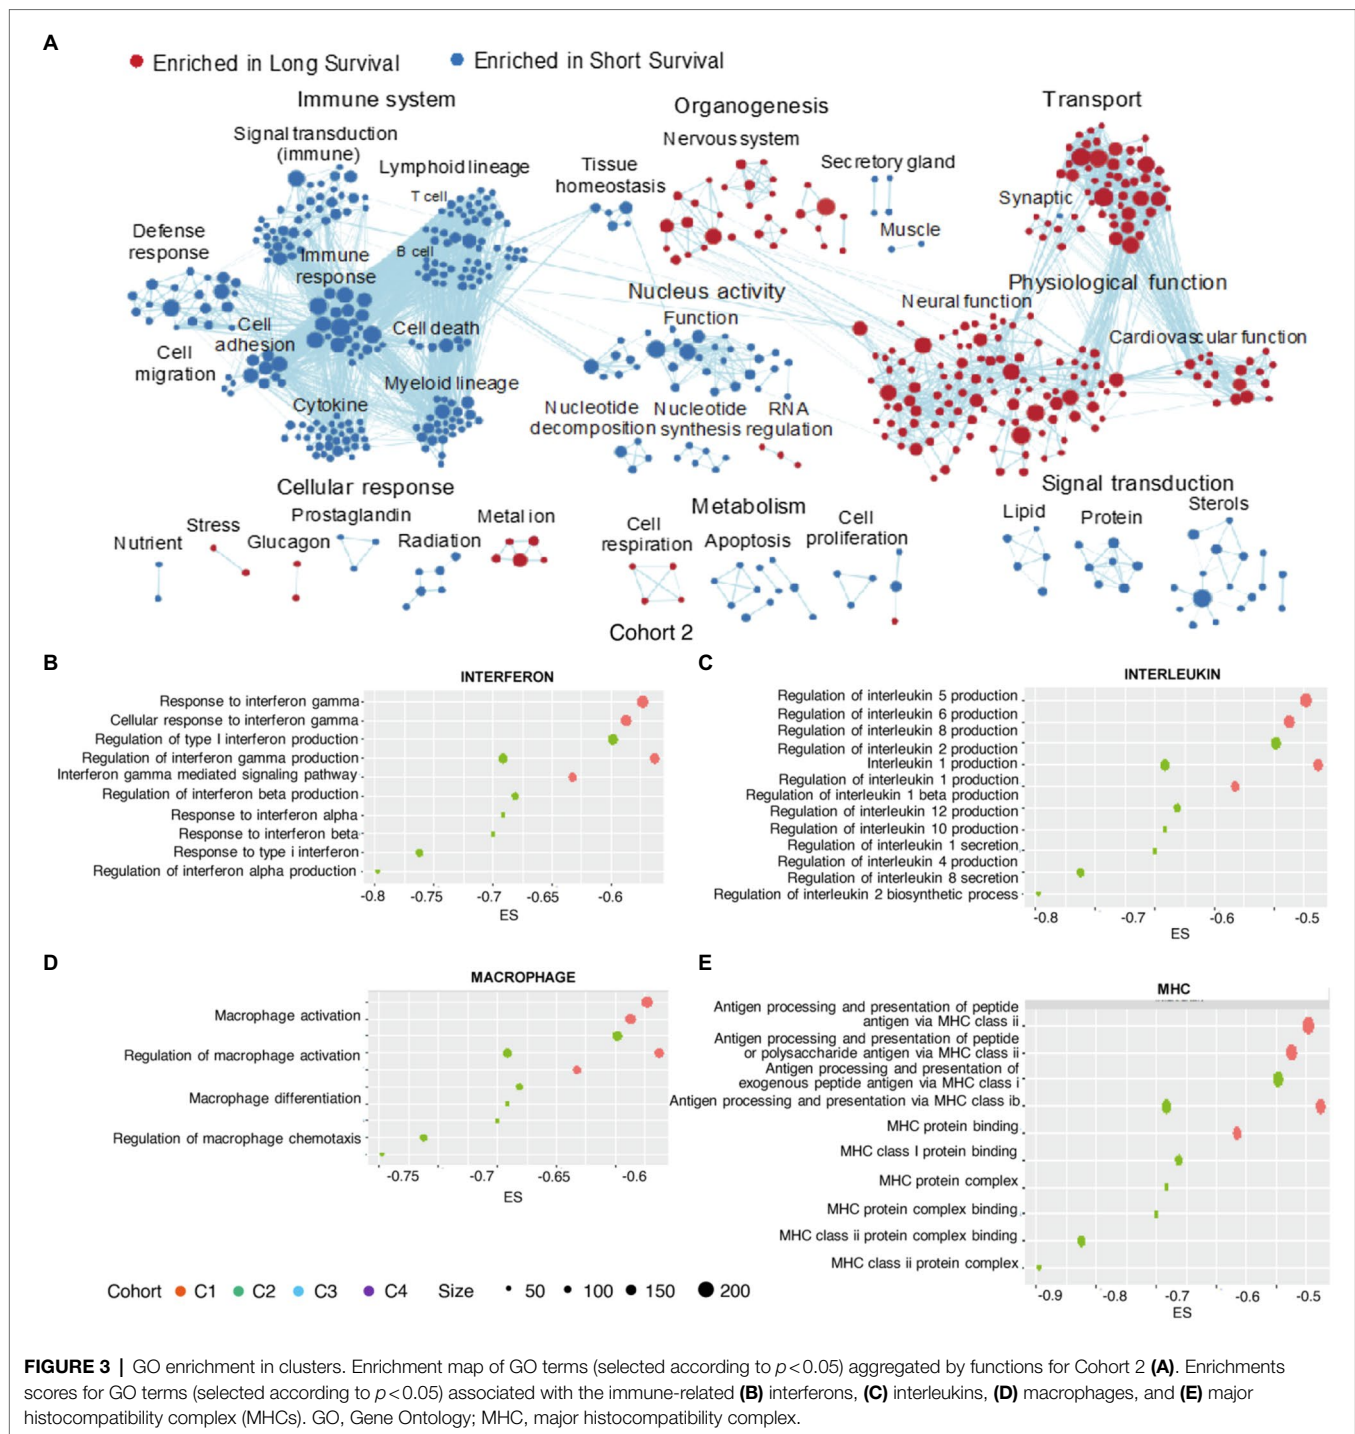 A
Enriched in Long Survival
Enriched in Short Survival
Immune system
Organogenesis
Transport
Signal transduction
(immune)
Lymphoid lineage
T cell
B cell
Tissue
homeostasis
Nervous system
Secretory gland
Muscle
Synaptic
Defense
response
Immune
response
Cell
adhesion
Cell death
Cell
migration
Cytokine
Myeloid lineage
Nucleus activity
Function
Physiological function
Neural function
Cardiovascular function
Nucleotide
decomposition
Nucleotide
synthesis
RNA
regulation
Cellular response
Nutrient
Stress
Glucagon
Prostaglandin
Radiation
Metal ion
Metabolism
Cell
respiration
Apoptosis
Cell
proliferation
Signal transduction
Lipid
Protein
Sterols
Cohort 2
B
INTERFERON
Response to interferon gamma
Cellular response to interferon gamma
Regulation of type I interferon production
Regulation of interferon gamma production
Interferon gamma mediated signaling pathway
Regulation of interferon beta production
Response to interferon alpha
Response to interferon beta
Response to type i interferon
Regulation of interferon alpha production
-0.8 -0.75 -0.7 -0.65 -0.6
ES
C
INTERLEUKIN
Regulation of interleukin 5 production
Regulation of interleukin 6 production
Regulation of interleukin 8 production
Regulation of interleukin 2 production
Interleukin 1 production
Regulation of interleukin 1 production
Regulation of interleukin 1 beta production
Regulation of interleukin 12 production
Regulation of interleukin 10 production
Regulation of interleukin 1 secretion
Regulation of interleukin 4 production
Regulation of interleukin 8 secretion
Regulation of interleukin 2 biosynthetic process
-0.8 -0.7 -0.6 -0.5
ES
D
MACROPHAGE
Macrophage activation
Regulation of macrophage activation
Macrophage differentiation
Regulation of macrophage chemotaxis
-0.75 -0.7 -0.65 -0.6
ES
E
MHC
Antigen processing and presentation of peptide
antigen via MHC class ii
Antigen processing and presentation of peptide
or polysaccharide antigen via MHC class ii
Antigen processing and presentation of
exogenous peptide antigen via MHC class i
Antigen processing and presentation via MHC class ib
MHC protein binding
MHC class I protein binding
MHC protein complex
MHC protein complex binding
MHC class ii protein complex binding
MHC class ii protein complex
-0.9 -0.8 -0.7 -0.6 -0.5
ES
Cohort C1 C2 C3 C4 Size 50 100 150 200
FIGURE 3 | GO enrichment in clusters. Enrichment map of GO terms (selected according to p < 0.05) aggregated by functions for Cohort 2 (A). Enrichments
scores for GO terms (selected according to p < 0.05) associated with the immune-related (B) interferons, (C) interleukins, (D) macrophages, and (E) major
histocompatibility complex (MHCs). GO, Gene Ontology; MHC, major histocompatibility complex.